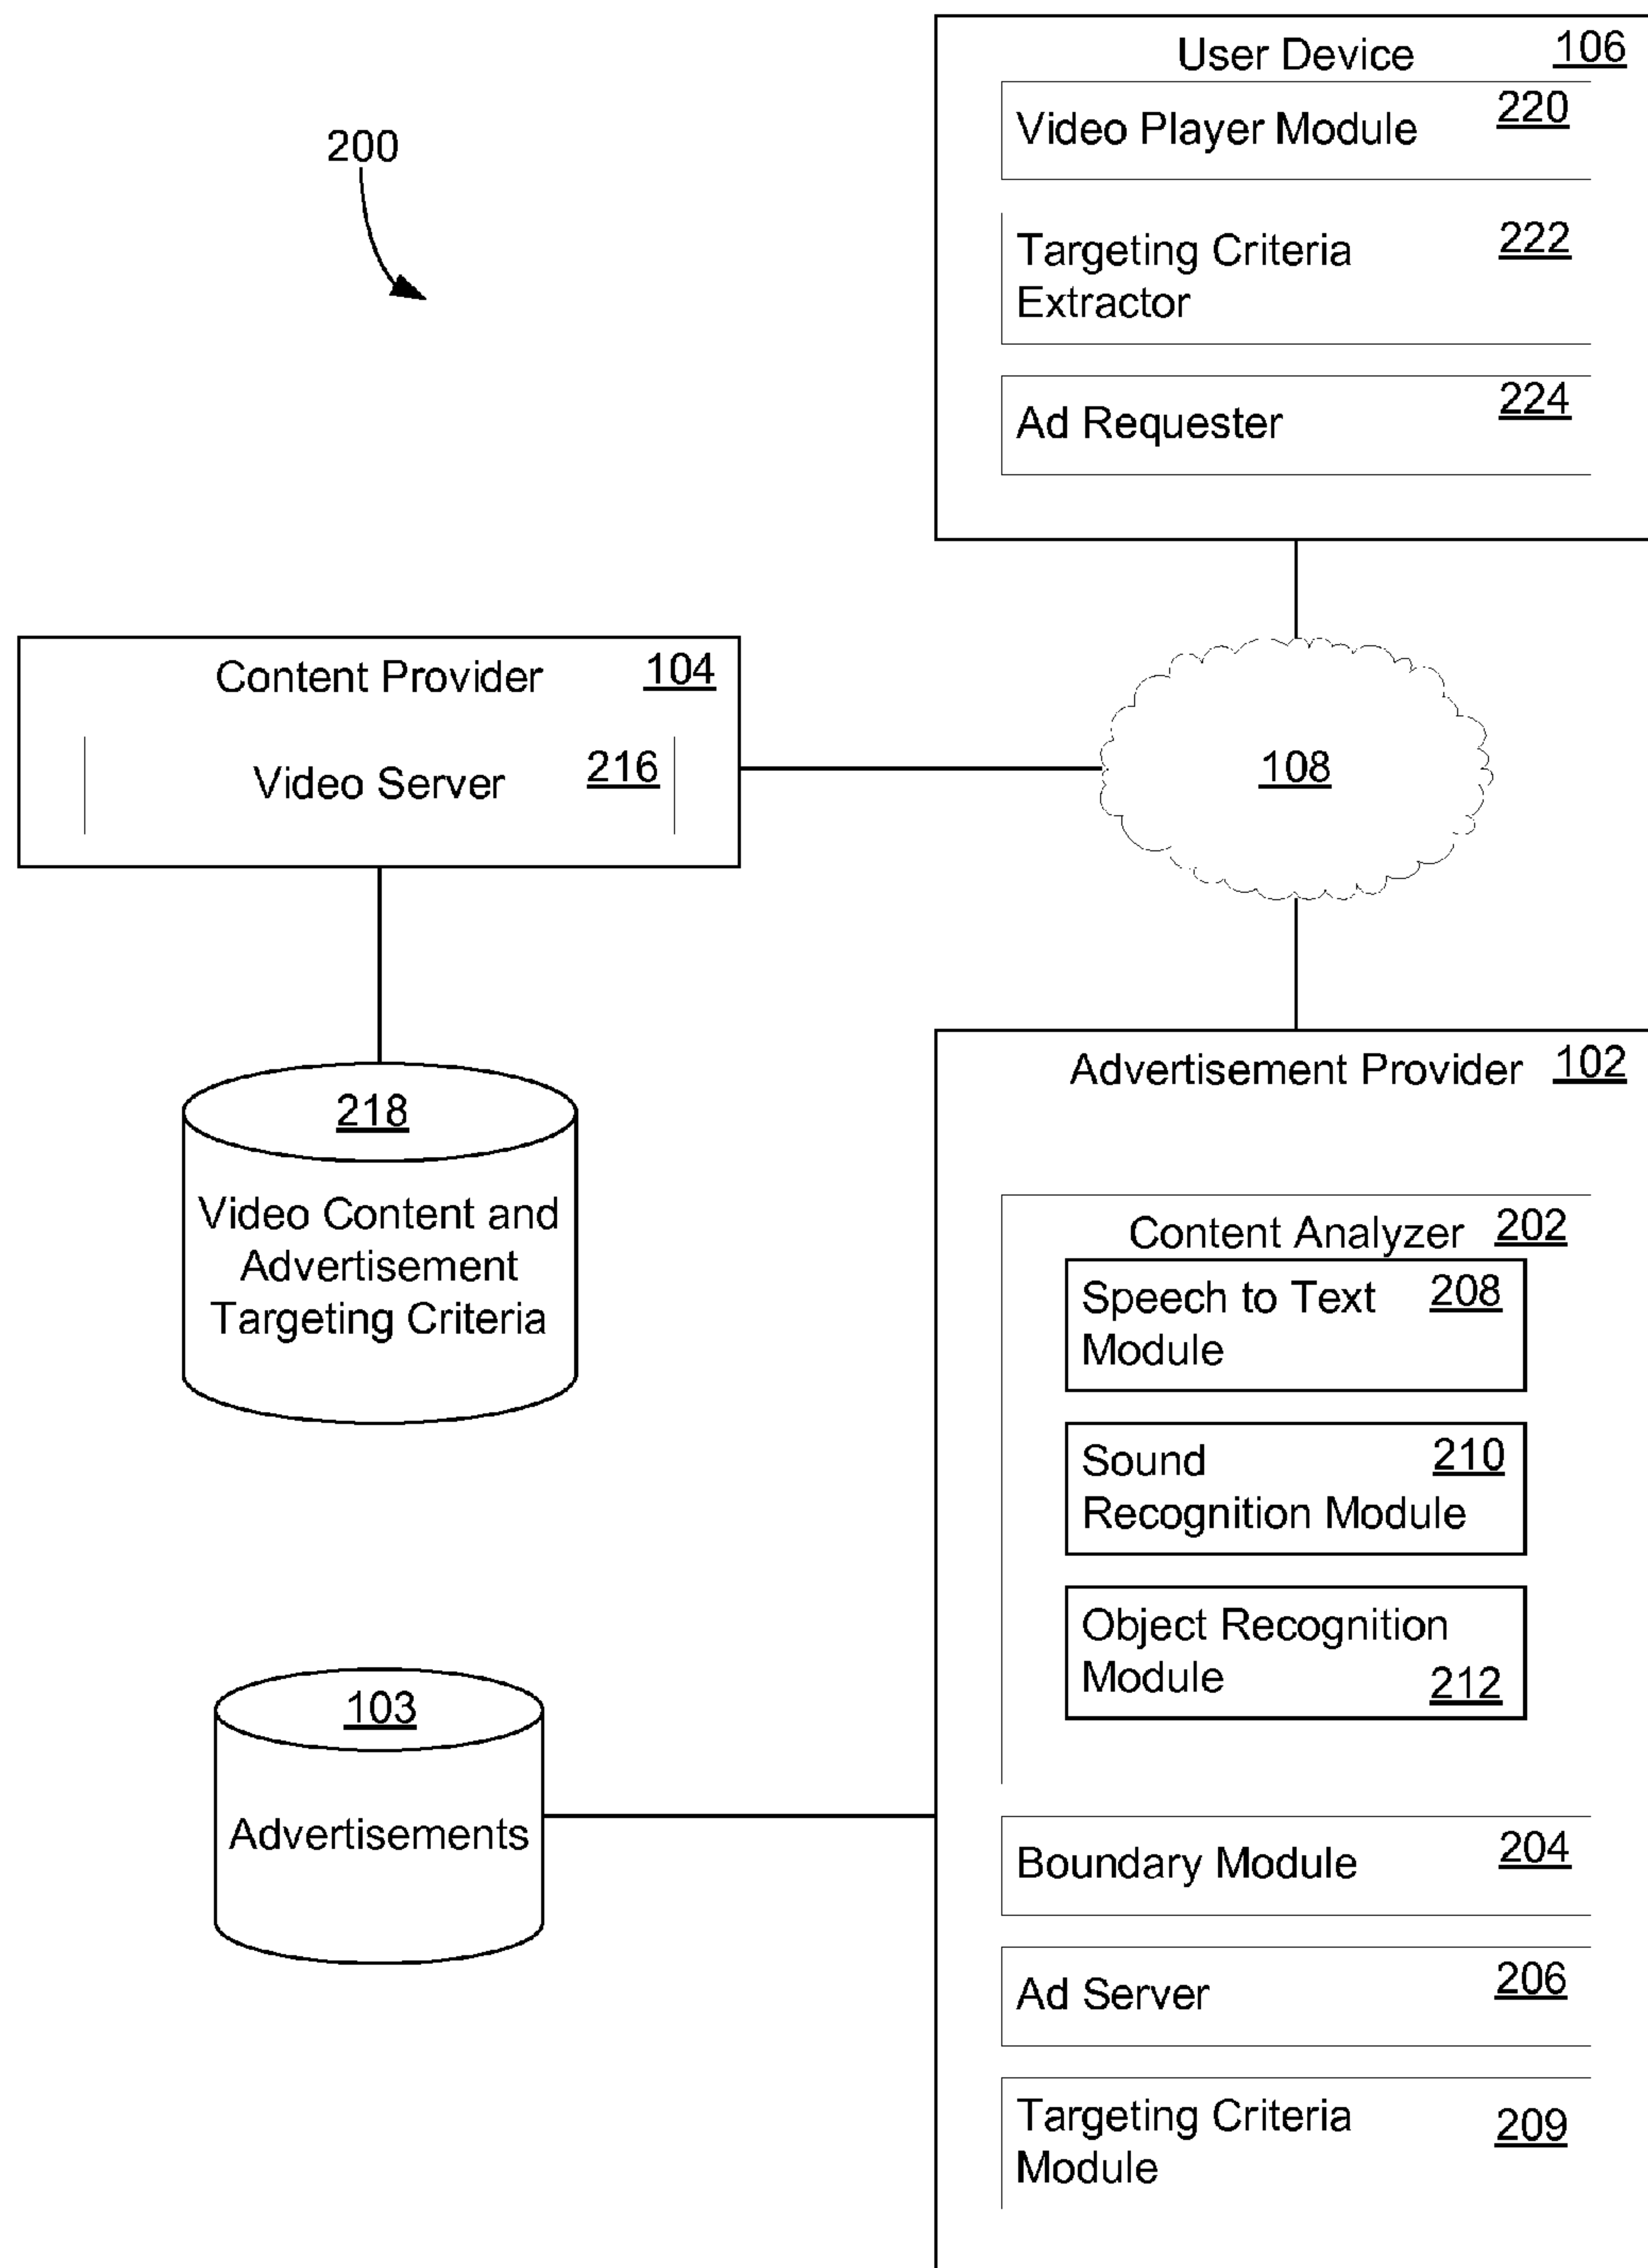 User Device 106
Video Player Module 220
200
Targeting Criteria 222
Extractor
Ad Requester 224
Content Provider 104
Video Server 216
108
Advertisement Provider 102
218
Video Content and
Advertisement
Targeting Criteria
Content Analyzer 202
Speech to Text 208
Module
Sound 210
Recognition Module
Object Recognition
Module 212
103
Advertisements
Boundary Module 204
Ad Server 206
Targeting Criteria 209
Module